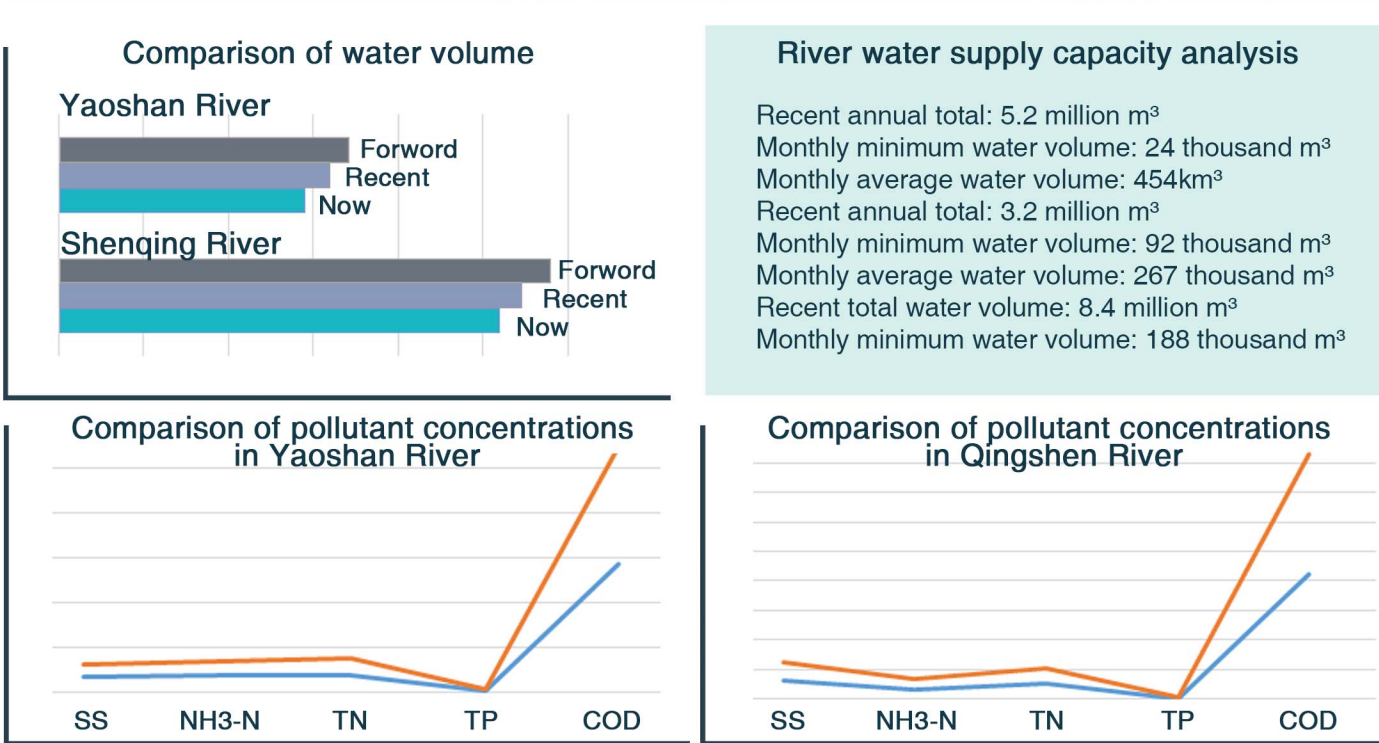 Comparison of water volume
Yaoshan River
Forword
Recent
Now
Shenqing River
Forword
Recent
Now
River water supply capacity analysis
Recent annual total: 5.2 million m³
Monthly minimum water volume: 24 thousand m³
Monthly average water volume: 454km³
Recent annual total: 3.2 million m³
Monthly minimum water volume: 92 thousand m³
Monthly average water volume: 267 thousand m³
Recent total water volume: 8.4 million m³
Monthly minimum water volume: 188 thousand m³
Comparison of pollutant concentrations
in Yaoshan River
SS NH3-N TN TP COD
Comparison of pollutant concentrations
in Qingshen River
SS NH3-N TN TP COD